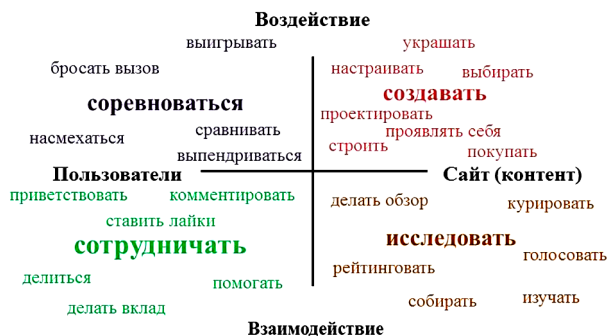 Воздействие
выигрывать
украшать
бросать вызов
настраивать
выбирать
соревноваться
создавать
проектировать
насмехаться
сравнивать
проявлять себя
строить
выпендриваться
покупать
Пользователи
Сайт (контент)
приветствовать
комментировать
делать обзор
курировать
ставить лайки
сотрудничать
исследовать
голосовать
рейтинговать
делиться
помогать
собирать
изучать
делать вклад
Взаимодействие